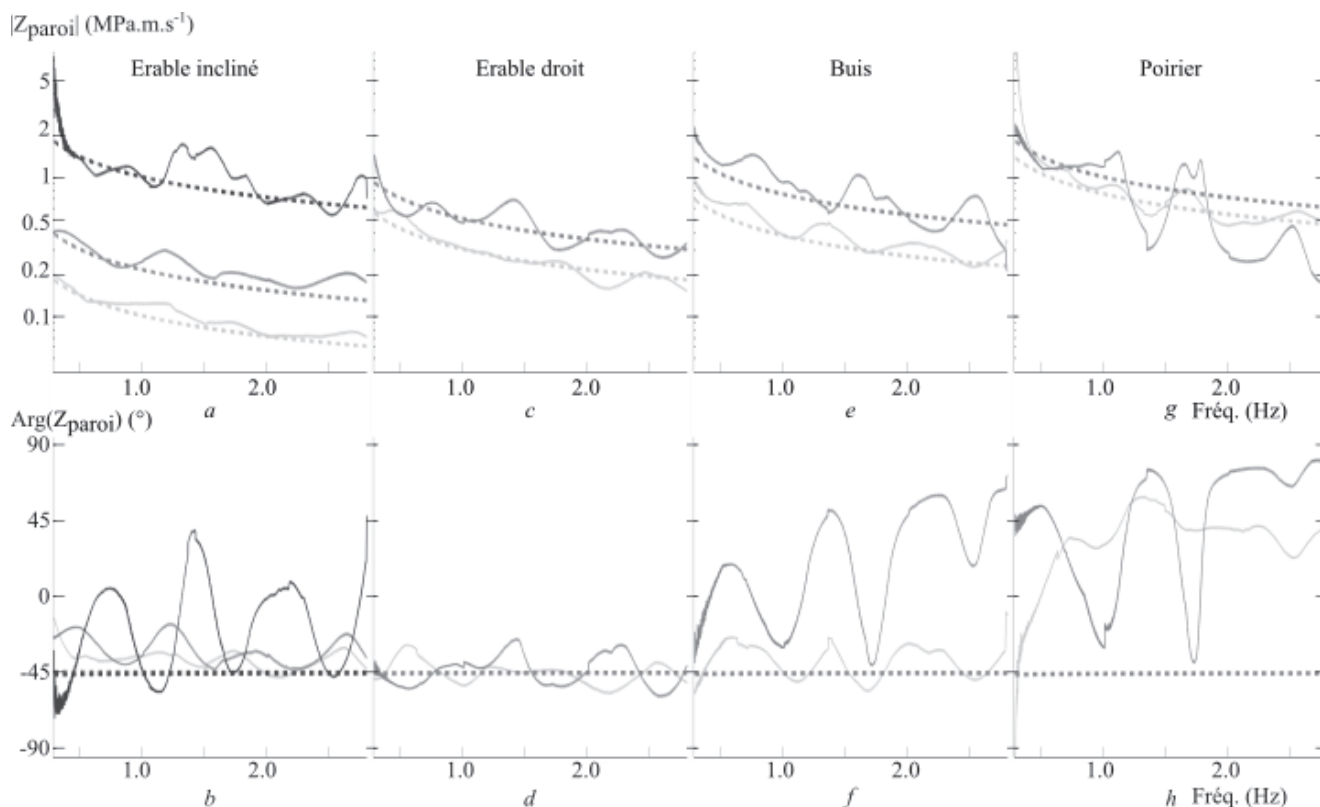 |Zparoi| (MPa.m.s-1)
Erable incliné Erable droit Buis Poirier
5
2
1
0.5
0.2
0.1
1.0 2.0 1.0 2.0 1.0 2.0 1.0 2.0
a c e g Fréq. (Hz)
Arg(Zparoi) (°)
90
45
0
-45
-90
1.0 2.0 1.0 2.0 1.0 2.0 1.0 2.0
b d f h Fréq. (Hz)